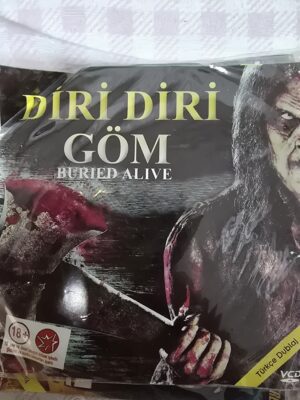 DİRİ DİRİ
GÖM
BURIED ALIVE
18+
Türkçe Dublaj
VCD